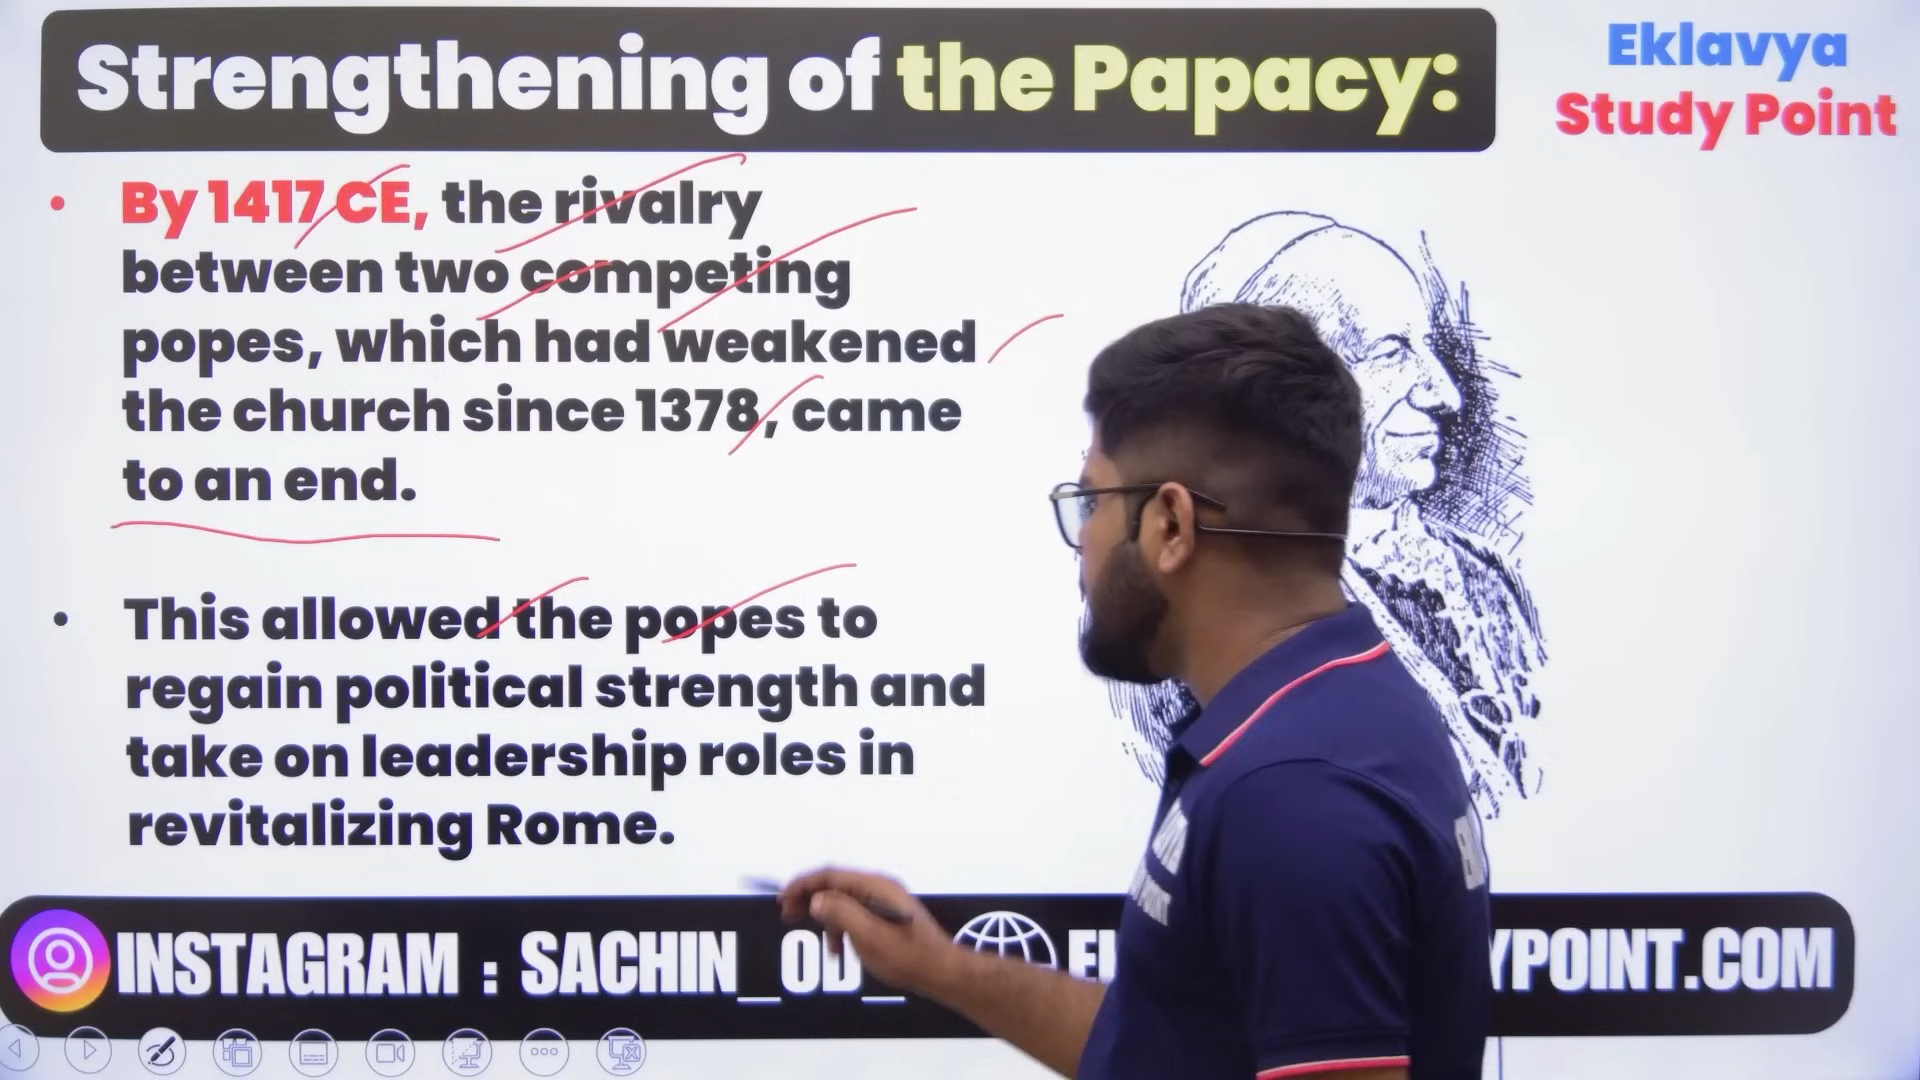 Strengthening of the Papacy:
Eklavya
Study Point
• By 1417 CE, the rivalry
between two competing
popes, which had weakened
the church since 1378, came
to an end.
• This allowed the popes to
regain political strength and
take on leadership roles in
revitalizing Rome.
INSTAGRAM : SACHIN_OD_
YPOINT.COM